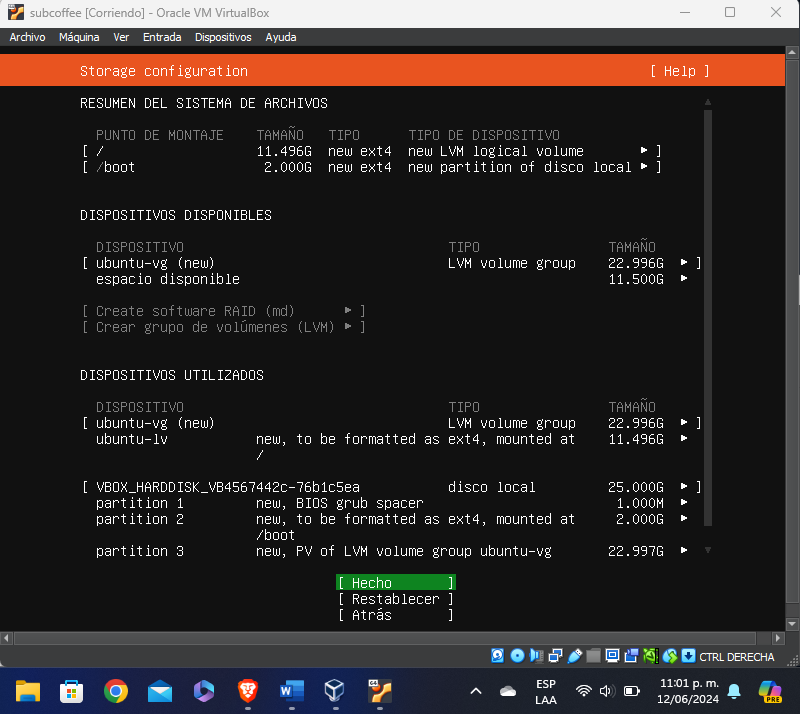 subcoffee [Corriendo] - Oracle VM VirtualBox
Archivo Máquina Ver Entrada Dispositivos Ayuda
Storage configuration [ Help ]
RESUMEN DEL SISTEMA DE ARCHIVOS
PUNTO DE MONTAJE TAMAÑO TIPO TIPO DE DISPOSITIVO
[ / 11.496G new ext4 new LVM logical volume ▸ ]
[ /boot 2.000G new ext4 new partition of disco local ▸ ]
DISPOSITIVOS DISPONIBLES
DISPOSITIVO TIPO TAMAÑO
[ ubuntu-vg (new) LVM volume group 22.996G ▸ ]
espacio disponible 11.500G ▸
[ Create software RAID (md) ▸ ]
[ Crear grupo de volúmenes (LVM) ▸ ]
DISPOSITIVOS UTILIZADOS
DISPOSITIVO TIPO TAMAÑO
[ ubuntu-vg (new) LVM volume group 22.996G ▸ ]
ubuntu-lv new, to be formatted as ext4, mounted at 11.496G ▸
/
[ VBOX_HARDDISK_VB4567442c-76b1c5ea disco local 25.000G ▸ ]
partition 1 new, BIOS grub spacer 1.000M ▸
partition 2 new, to be formatted as ext4, mounted at 2.000G ▸
/boot
partition 3 new, PV of LVM volume group ubuntu-vg 22.997G ▸
[ Hecho ]
[ Restablecer ]
[ Atrás ]
CTRL DERECHA
ESP 11:01 p. m.
LAA 12/06/2024
PRE